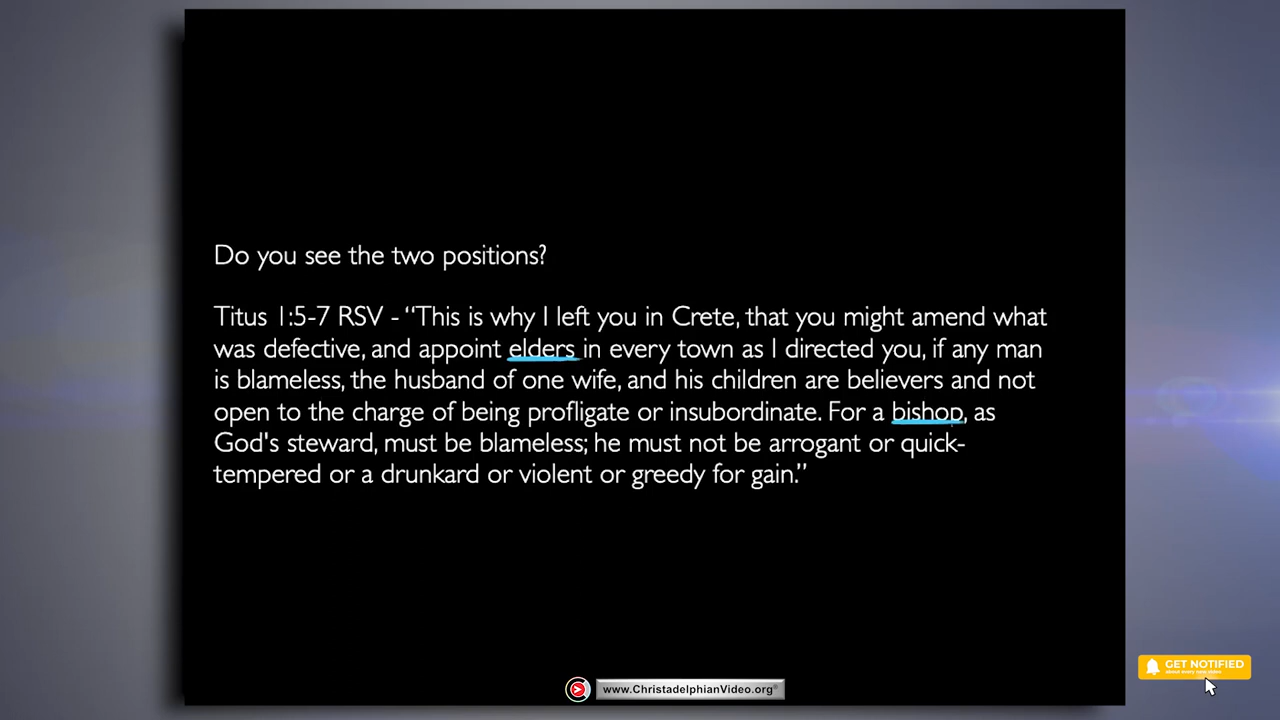 Do you see the two positions?
Titus 1:5-7 RSV - “This is why I left you in Crete, that you might amend what
was defective, and appoint elders in every town as I directed you, if any man
is blameless, the husband of one wife, and his children are believers and not
open to the charge of being profligate or insubordinate. For a bishop, as
God's steward, must be blameless; he must not be arrogant or quick-
tempered or a drunkard or violent or greedy for gain.”
www.ChristadelphianVideo.org®
GET NOTIFIED
about every new video